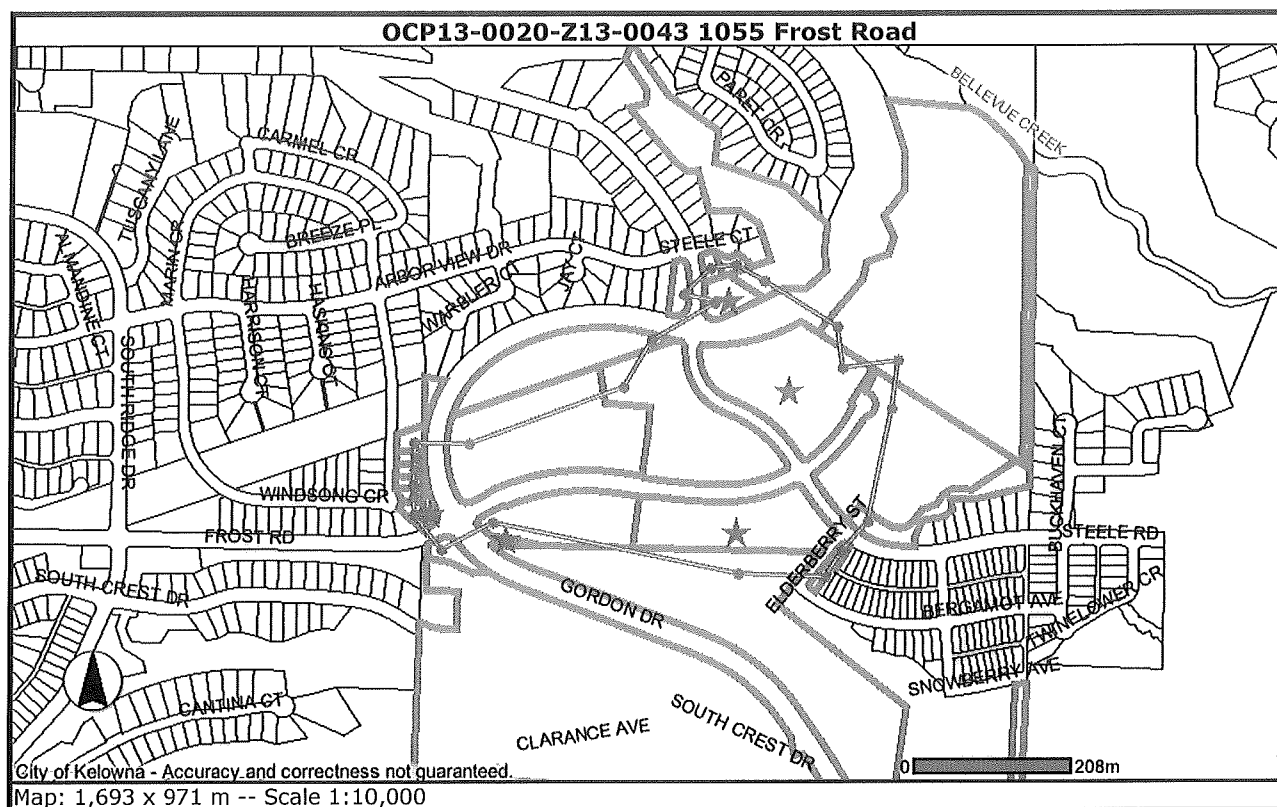 OCP13-0020-Z13-0043 1055 Frost Road
PARET DR
BELLEVUE CREEK
CARMEL CR
TUSCANY LANE
BREEZE PL
ALMANDINE CT
MARIN CR
STEELE CT
ARBOR VIEW DR
WARBLER CT
HARRISON CT
HASKINS CT
SOUTH RIDGE DR
WINDSONG CR
FROST RD
BUCKHAVEN CT
STEELE RD
ELDERBERRY ST
SOUTH CREST DR
GORDON DR
BERGAMOT AVE
TWINFLOWER CR
SNOWBERRY AVE
CANTINA CT
CLARANCE AVE
SOUTH CREST DR
City of Kelowna - Accuracy and correctness not guaranteed.
0 208m
Map: 1,693 x 971 m -- Scale 1:10,000